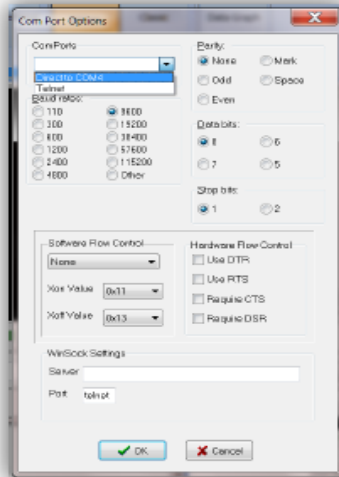 Com Port Options
ComPorts
Direct to COM4
Telnet
Baud rates:
110
300
600
1200
2400
4800
9600
19200
38400
57600
115200
Other
Parity:
None
Mark
Odd
Space
Even
Data bits:
8
6
7
5
Stop bits:
1
2
Software Flow Control
None
Xon Value
0x11
Xoff Value
0x13
Hardware Flow Control
Use DTR
Use RTS
Require CTS
Require DSR
WinSock Settings
Server
Port
telnet
OK
Cancel